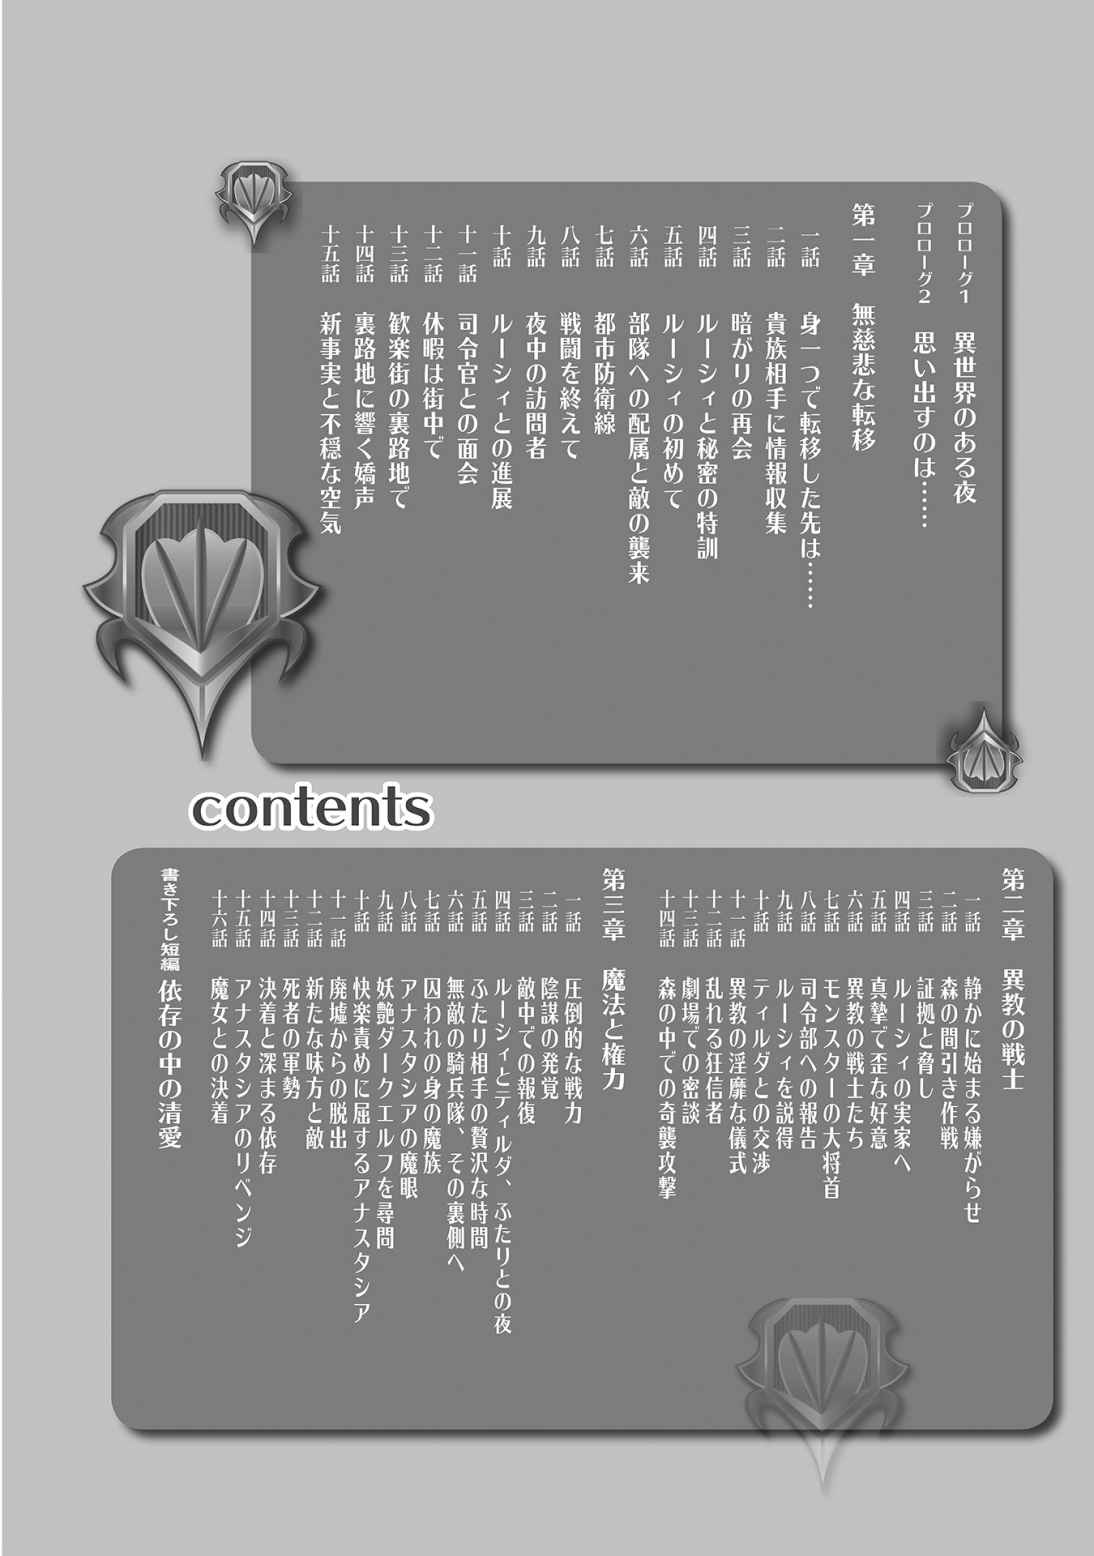 プロローグ1 異世界のある夜
プロローグ2 思い出すのは……
第一章 無慈悲な転移
一話 身一つで転移した先は……
二話 貴族相手に情報収集
三話 暗がりの再会
四話 ルーシィと秘密の特訓
五話 ルーシィの初めて
六話 部隊への配属と敵の襲来
七話 都市防衛線
八話 戦闘を終えて
九話 夜中の訪問者
十話 ルーシィとの進展
十一話 司令官との面会
十二話 休暇は街中で
十三話 歓楽街の裏路地で
十四話 裏路地に響く嬌声
十五話 新事実と不穏な空気
contents
第二章 異教の戦士
一話 静かに始まる嫌がらせ
二話 森の間引き作戦
三話 証拠と脅し
四話 ルーシィの実家へ
五話 真摯で歪な好意
六話 異教の戦士たち
七話 モンスターの大将首
八話 司令部への報告
九話 ルーシィを説得
十話 ティルダとの交渉
十一話 異教の淫靡な儀式
十二話 乱れる狂信者
十三話 劇場での密談
十四話 森の中での奇襲攻撃
第三章 魔法と権力
一話 圧倒的な戦力
二話 陰謀の発覚
三話 敵中での報復
四話 ルーシィとティルダ、ふたりとの夜
五話 ふたり相手の贅沢な時間
六話 無敵の騎兵隊、その裏側へ
七話 囚われの身の魔族
八話 アナスタシアの魔眼
九話 妖艶ダークエルフを尋問
十話 快楽責めに屈するアナスタシア
十一話 廃墟からの脱出
十二話 新たな味方と敵
十三話 死者の軍勢
十四話 決着と深まる依存
十五話 アナスタシアのリベンジ
十六話 魔女との決着
書き下ろし短編 依存の中の清愛